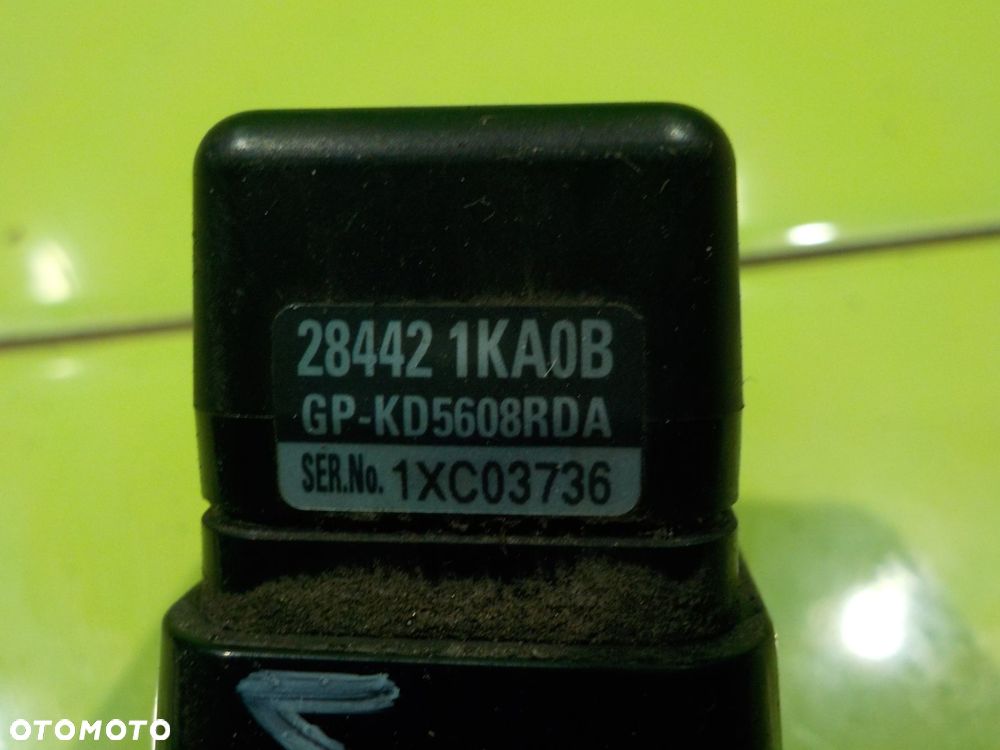 28442 1KA0B
GP-KD5608RDA
SER.No. 1XC03736
OTOMOTO